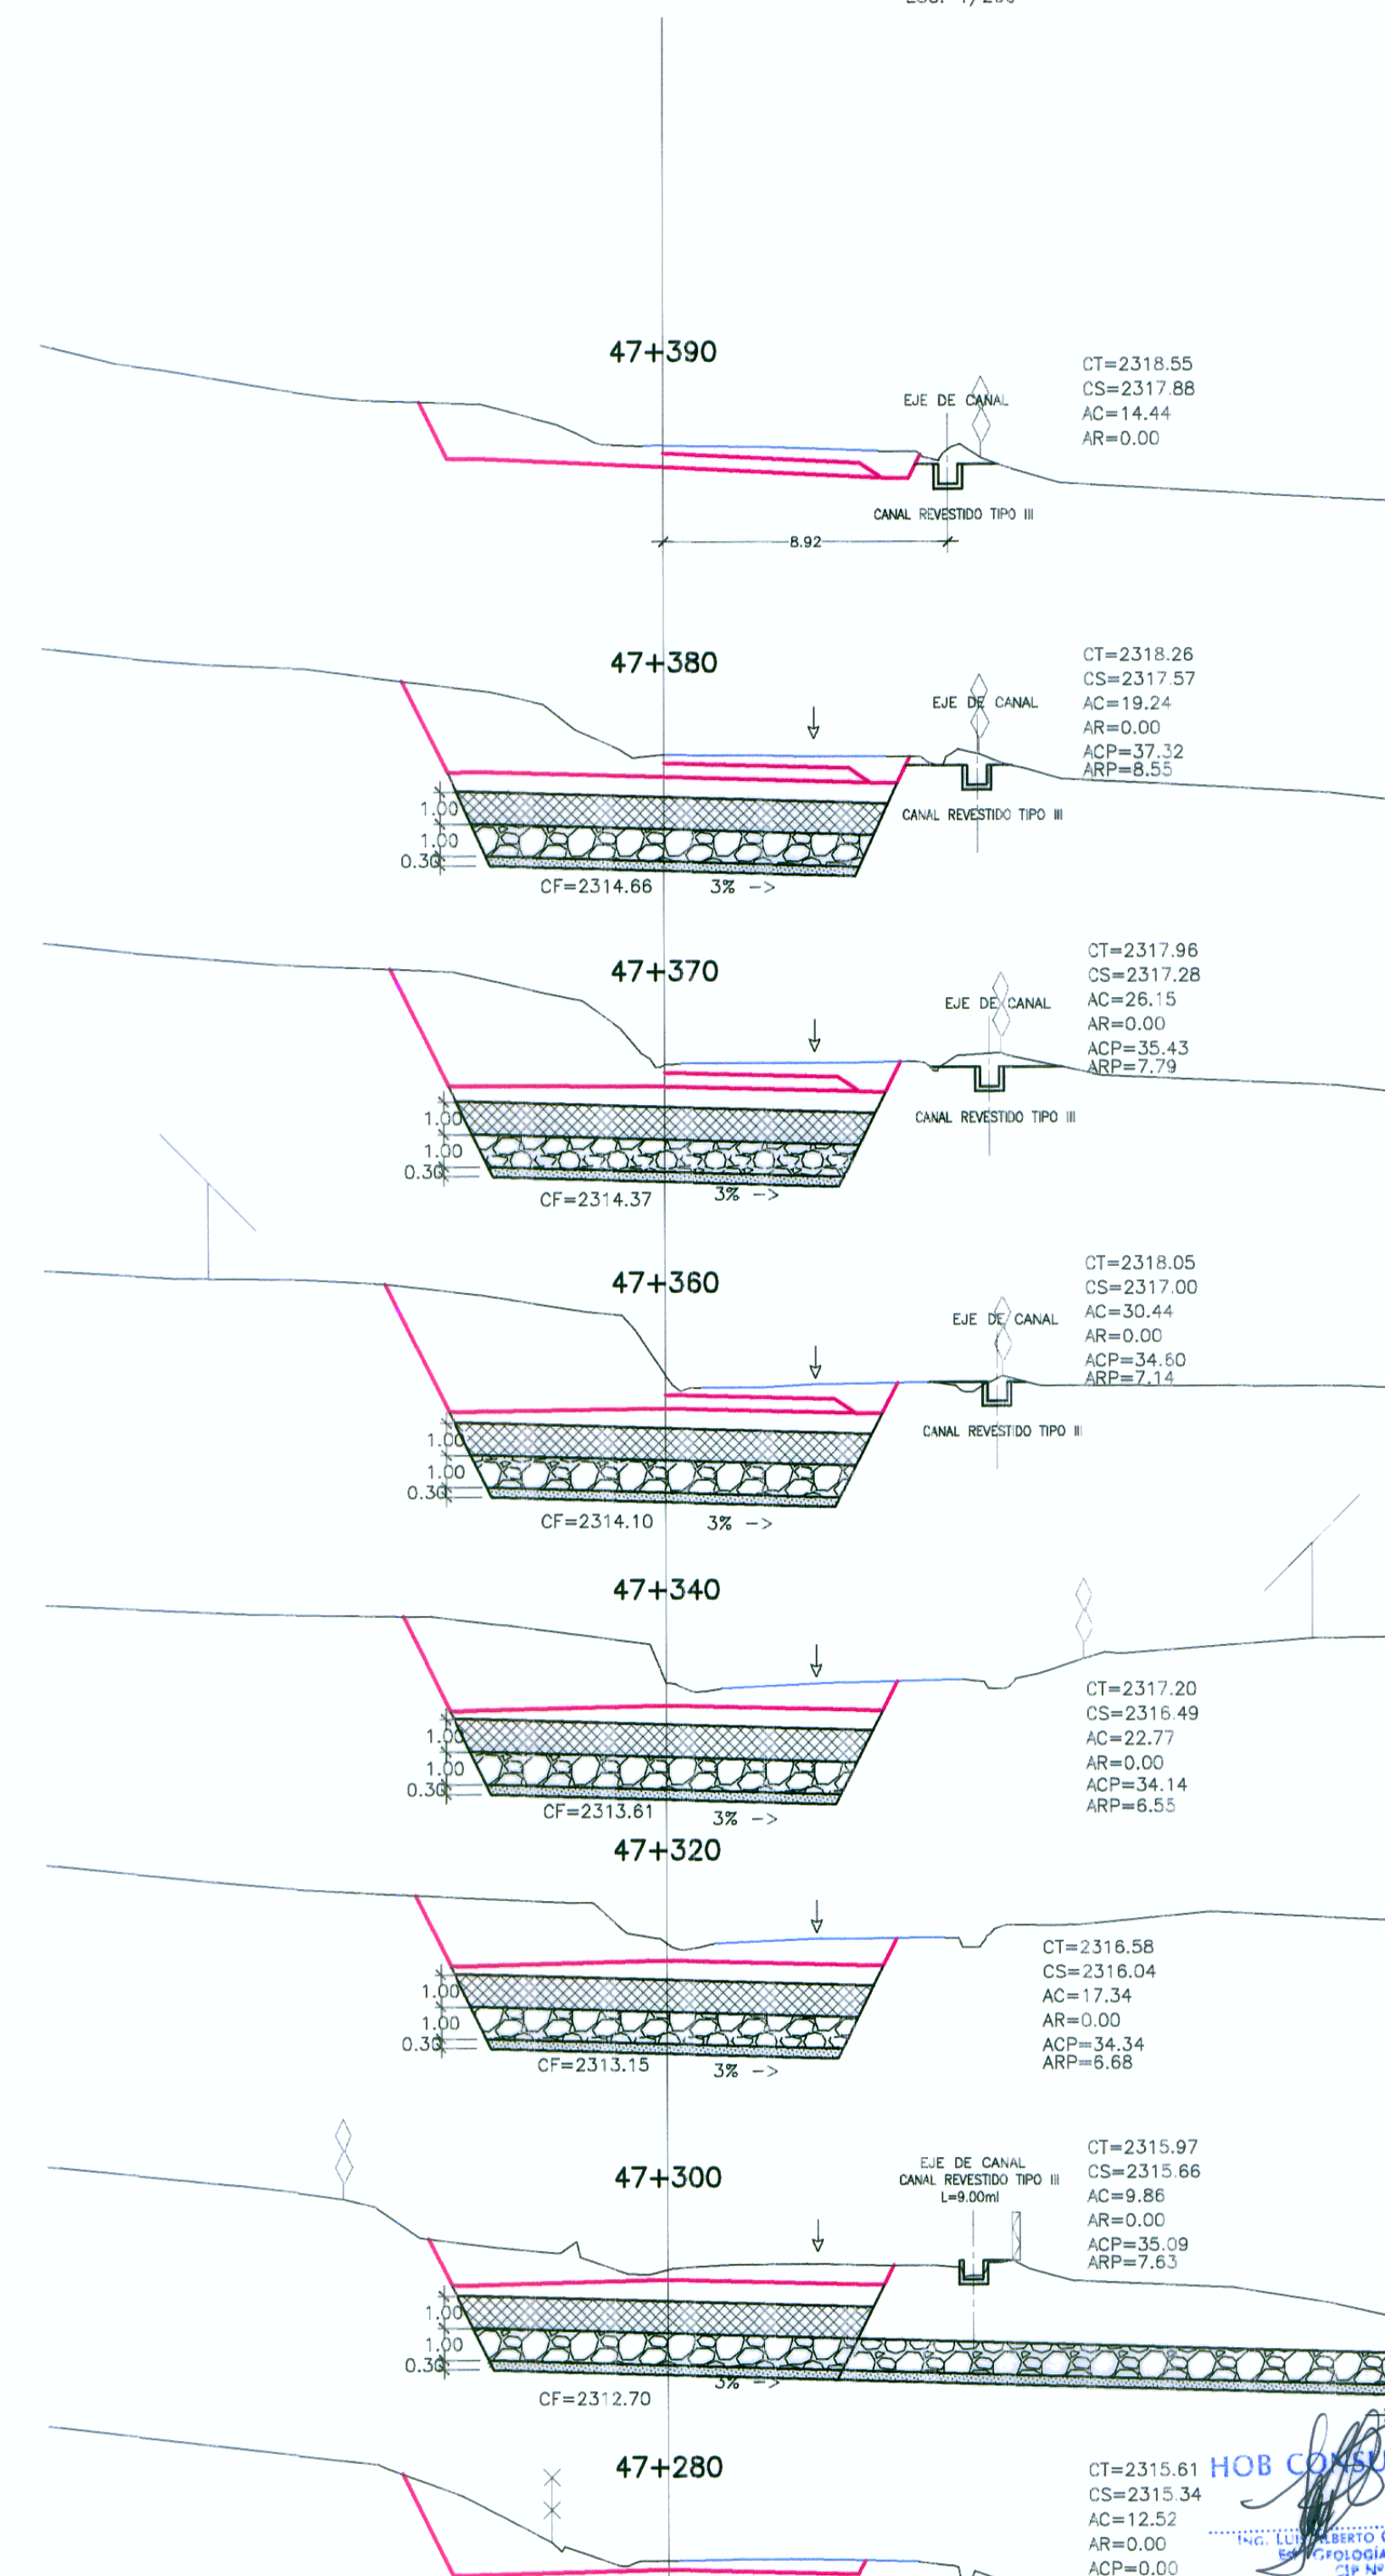 47+390
CT=2318.55
CS=2317.88
AC=14.44
AR=0.00
EJE DE CANAL
CANAL REVESTIDO TIPO III
8.92
47+380
CT=2318.26
CS=2317.57
AC=19.24
AR=0.00
ACP=37.32
ARP=8.55
EJE DE CANAL
CANAL REVESTIDO TIPO III
1.00
1.00
0.30
CF=2314.66 3% ->
47+370
CT=2317.96
CS=2317.28
AC=26.15
AR=0.00
ACP=35.43
ARP=7.79
EJE DE CANAL
CANAL REVESTIDO TIPO III
1.00
1.00
0.30
CF=2314.37 3% ->
47+360
CT=2318.05
CS=2317.00
AC=30.44
AR=0.00
ACP=34.60
ARP=7.14
EJE DE CANAL
CANAL REVESTIDO TIPO III
1.00
1.00
0.30
CF=2314.10 3% ->
47+340
CT=2317.20
CS=2316.49
AC=22.77
AR=0.00
ACP=34.14
ARP=6.55
1.00
1.00
0.30
CF=2313.61 3% ->
47+320
CT=2316.58
CS=2316.04
AC=17.34
AR=0.00
ACP=34.34
ARP=6.68
1.00
1.00
0.30
CF=2313.15 3% ->
47+300
EJE DE CANAL
CANAL REVESTIDO TIPO III
L=9.00ml
CT=2315.97
CS=2315.66
AC=9.86
AR=0.00
ACP=35.09
ARP=7.63
1.00
1.00
0.30
CF=2312.70 3% ->
47+280
CT=2315.61
CS=2315.34
AC=12.52
AR=0.00
ACP=0.00
HOB
ING.
CIP Nº